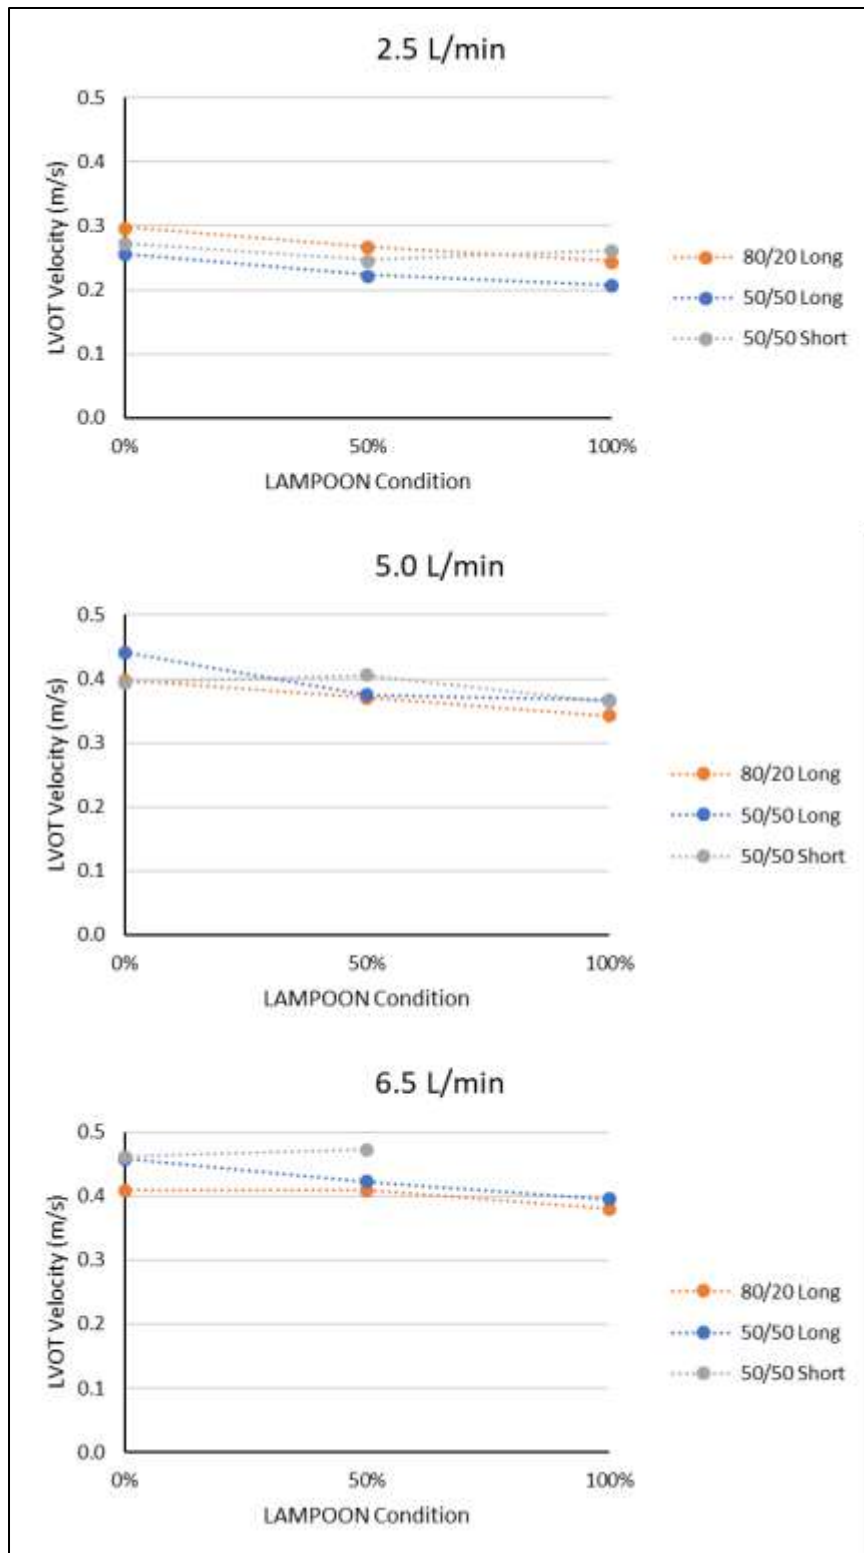 2.5 L/min
LVOT Velocity (m/s)
0.5
0.4
0.3
0.2
0.1
0.0
0% 50% 100%
LAMPOON Condition
80/20 Long
50/50 Long
50/50 Short
5.0 L/min
LVOT Velocity (m/s)
0.5
0.4
0.3
0.2
0.1
0.0
0% 50% 100%
LAMPOON Condition
80/20 Long
50/50 Long
50/50 Short
6.5 L/min
LVOT Velocity (m/s)
0.5
0.4
0.3
0.2
0.1
0.0
0% 50% 100%
LAMPOON Condition
80/20 Long
50/50 Long
50/50 Short